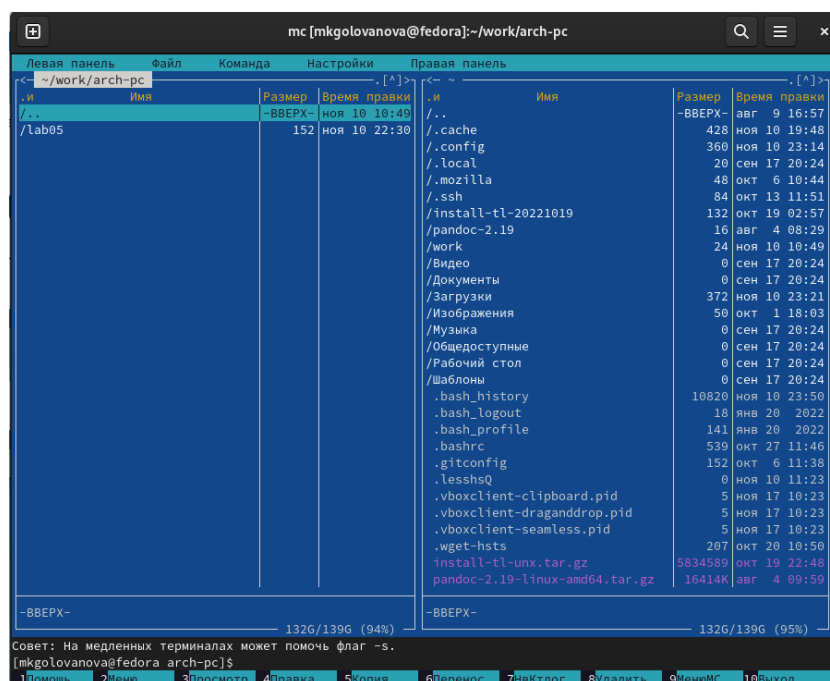 mc [mkgolovanova@fedora]:~/work/arch-pc
Левая панель Файл Команда Настройки Правая панель
<— ~/work/arch-pc .[^]> <— ~ .[^]>
.и Имя Размер Время правки .и Имя Размер Время правки
/.. -ВВЕРХ- ноя 10 10:49 /.. -ВВЕРХ- авг 9 16:57
/lab05 152 ноя 10 22:30 /.cache 428 ноя 10 19:48
/.config 360 ноя 10 23:14
/.local 20 сен 17 20:24
/.mozilla 48 окт 6 10:44
/.ssh 84 окт 13 11:51
/install-tl-20221019 132 окт 19 02:57
/pandoc-2.19 16 авг 4 08:29
/work 24 ноя 10 10:49
/Видео 0 сен 17 20:24
/Документы 0 сен 17 20:24
/Загрузки 372 ноя 10 23:21
/Изображения 50 окт 1 18:03
/Музыка 0 сен 17 20:24
/Общедоступные 0 сен 17 20:24
/Рабочий стол 0 сен 17 20:24
/Шаблоны 0 сен 17 20:24
.bash_history 10820 ноя 10 23:50
.bash_logout 18 янв 20 2022
.bash_profile 141 янв 20 2022
.bashrc 539 окт 27 11:46
.gitconfig 152 окт 6 11:38
.lesshsQ 0 ноя 10 11:23
.vboxclient-clipboard.pid 5 ноя 17 10:23
.vboxclient-draganddrop.pid 5 ноя 17 10:23
.vboxclient-seamless.pid 5 ноя 17 10:23
.wget-hsts 207 окт 20 10:50
install-tl-unx.tar.gz 5834589 окт 19 22:48
pandoc-2.19-linux-amd64.tar.gz 16414K авг 4 09:59
-ВВЕРХ- -ВВЕРХ-
132G/139G (94%) 132G/139G (95%)
Совет: На медленных терминалах может помочь флаг -s.
[mkgolovanova@fedora arch-pc]$
1Помощь 2Меню 3Просмотр 4Правка 5Копия 6Перенос 7НвКтлог 8Удалить 9МенюМС 10Выход